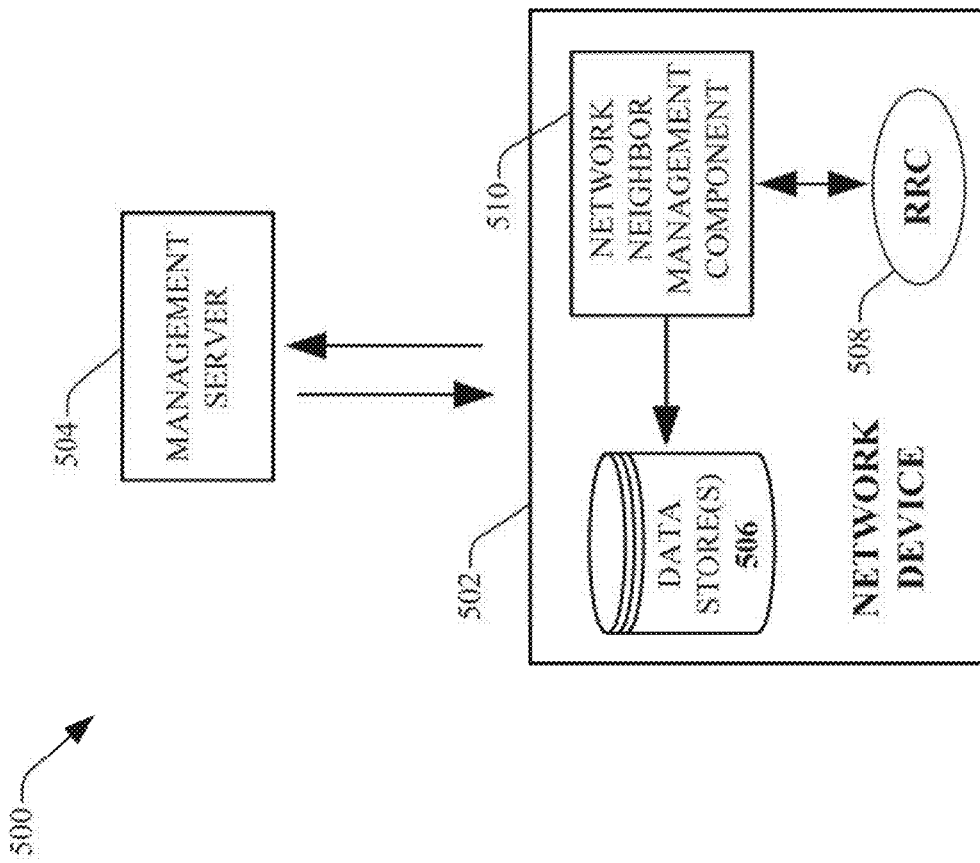 500
504
MANAGEMENT
SERVER
502
510
DATA
STORE(S)
506
NETWORK
NEIGHBOR
MANAGEMENT
COMPONENT
NETWORK
DEVICE
508
RRC